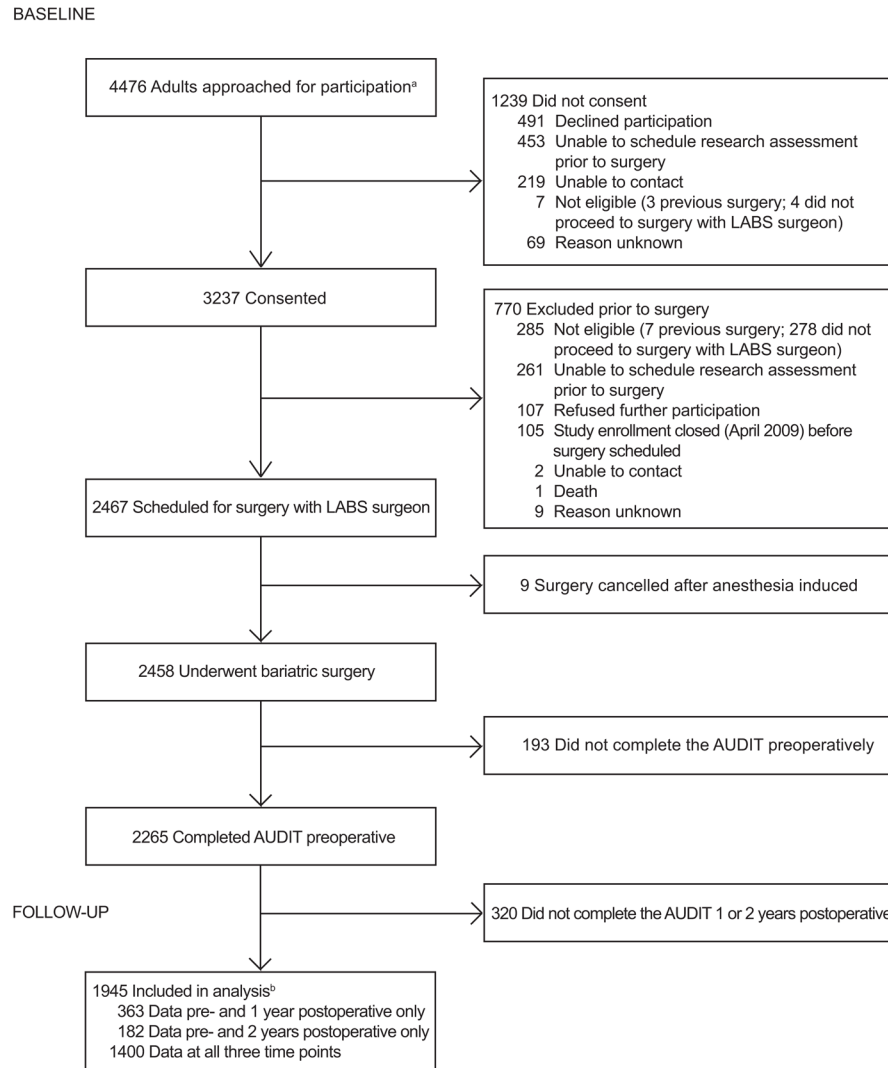 BASELINE
4476 Adults approached for participationᵃ
1239 Did not consent
491 Declined participation
453 Unable to schedule research assessment
prior to surgery
219 Unable to contact
7 Not eligible (3 previous surgery; 4 did not
proceed to surgery with LABS surgeon)
69 Reason unknown
3237 Consented
770 Excluded prior to surgery
285 Not eligible (7 previous surgery; 278 did not
proceed to surgery with LABS surgeon)
261 Unable to schedule research assessment
prior to surgery
107 Refused further participation
105 Study enrollment closed (April 2009) before
surgery scheduled
2 Unable to contact
1 Death
9 Reason unknown
2467 Scheduled for surgery with LABS surgeon
9 Surgery cancelled after anesthesia induced
2458 Underwent bariatric surgery
193 Did not complete the AUDIT preoperatively
2265 Completed AUDIT preoperative
FOLLOW-UP
320 Did not complete the AUDIT 1 or 2 years postoperative
1945 Included in analysisᵇ
363 Data pre- and 1 year postoperative only
182 Data pre- and 2 years postoperative only
1400 Data at all three time points